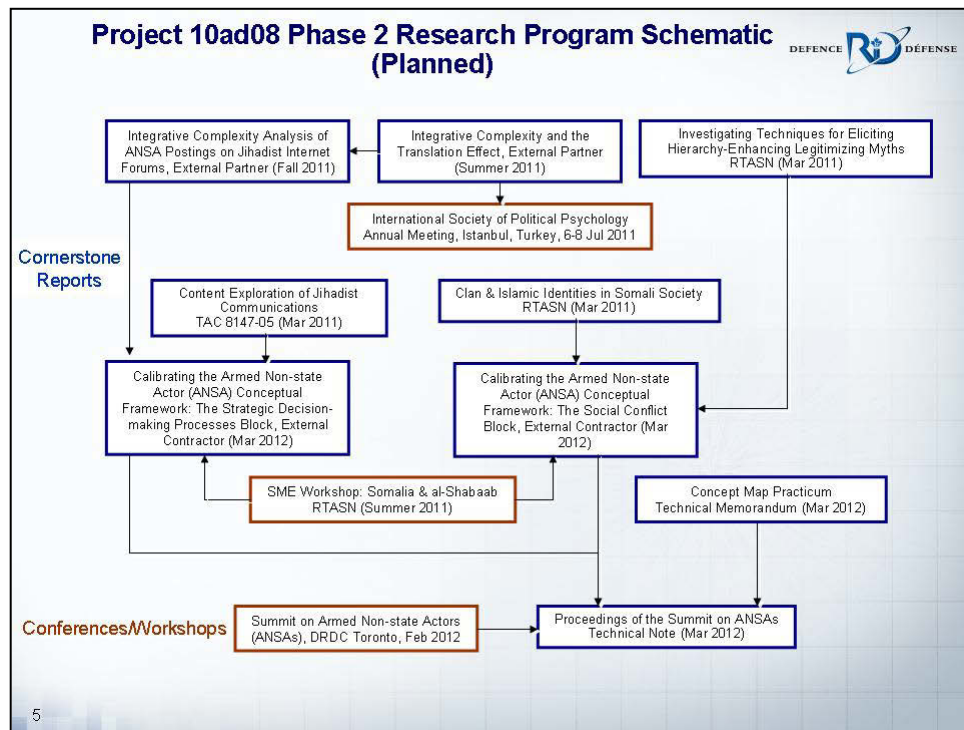 Project 10ad08 Phase 2 Research Program Schematic
(Planned)
DEFENCE R&D DÉFENSE
Integrative Complexity Analysis of
ANSA Postings on Jihadist Internet
Forums, External Partner (Fall 2011)
Integrative Complexity and the
Translation Effect, External Partner
(Summer 2011)
Investigating Techniques for Eliciting
Hierarchy-Enhancing Legitimizing Myths
RTASN (Mar 2011)
International Society of Political Psychology
Annual Meeting, Istanbul, Turkey, 6-8 Jul 2011
Cornerstone
Reports
Content Exploration of Jihadist
Communications
TAC 8147-05 (Mar 2011)
Clan & Islamic Identities in Somali Society
RTASN (Mar 2011)
Calibrating the Armed Non-state
Actor (ANSA) Conceptual
Framework: The Strategic Decision-
making Processes Block, External
Contractor (Mar 2012)
Calibrating the Armed Non-state
Actor (ANSA) Conceptual
Framework: The Social Conflict
Block, External Contractor (Mar
2012)
SME Workshop: Somalia & al-Shabaab
RTASN (Summer 2011)
Concept Map Practicum
Technical Memorandum (Mar 2012)
Conferences/Workshops
Summit on Armed Non-state Actors
(ANSAs), DRDC Toronto, Feb 2012
Proceedings of the Summit on ANSAs
Technical Note (Mar 2012)
5